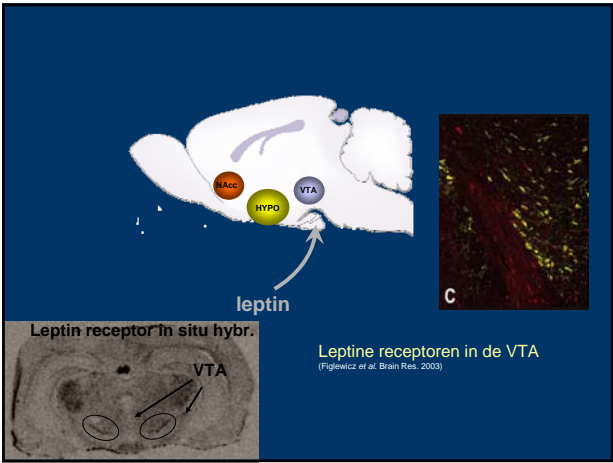 NAcc
VTA
HYPO
C
leptin
Leptin receptor in situ hybr.
VTA
Leptine receptoren in de VTA
(Figlewicz et al. Brain Res. 2003)